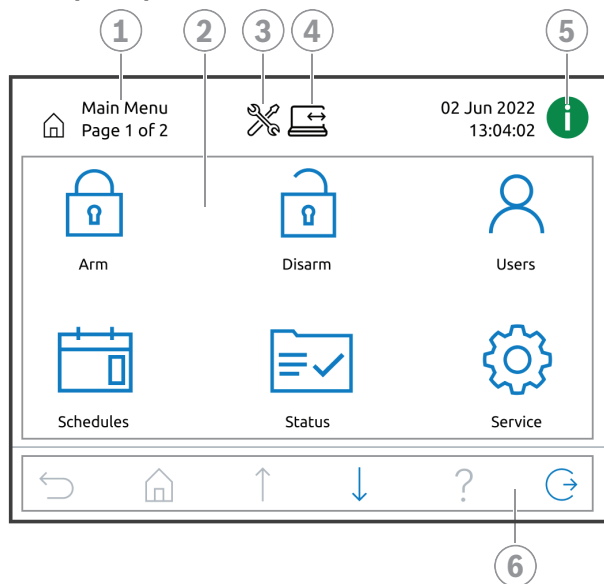 1 2 3 4 5
Main Menu
Page 1 of 2
02 Jun 2022
13:04:02
i
Arm Disarm Users
Schedules Status Service
?
6